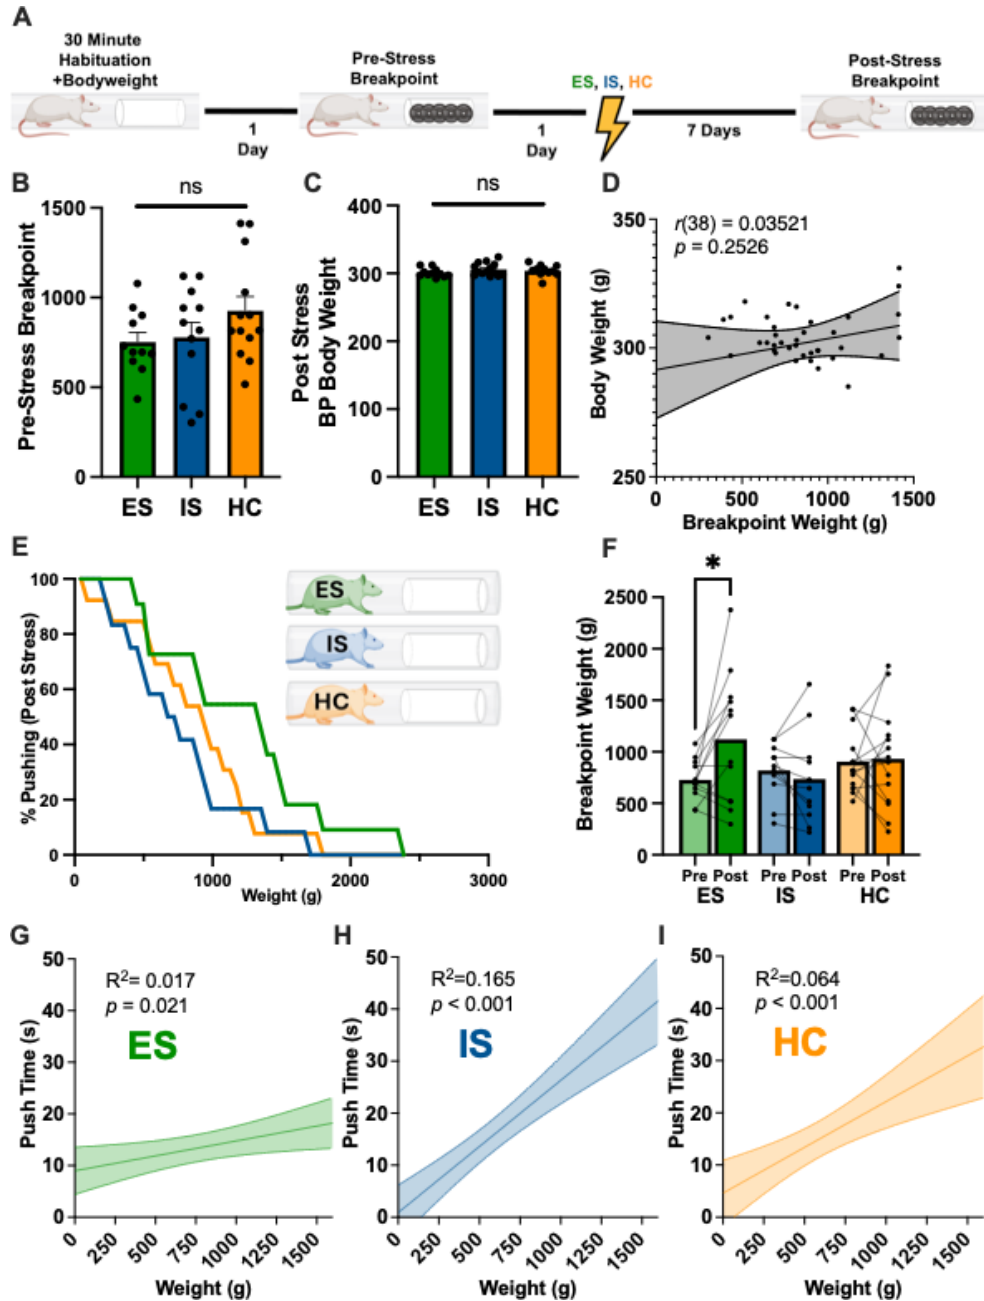 A
30 Minute
Habituation
+Bodyweight
Pre-Stress
Breakpoint
ES, IS, HC
Post-Stress
Breakpoint
1
Day
1
Day
7 Days
B
ns
Pre-Stress Breakpoint
1500
1000
500
0
ES IS HC
C
ns
Post Stress
BP Body Weight
400
300
200
100
0
ES IS HC
D
r(38) = 0.03521
p = 0.2526
Body Weight (g)
350
300
250
0 500 1000 1500
Breakpoint Weight (g)
E
% Pushing (Post Stress)
100
80
60
40
20
0
0 1000 2000 3000
Weight (g)
ES
IS
HC
F
*
Breakpoint Weight (g)
2500
2000
1500
1000
500
0
Pre Post Pre Post Pre Post
ES IS HC
G
R²= 0.017
p = 0.021
ES
Push Time (s)
50
40
30
20
10
0
0 250 500 750 1000 1250 1500
Weight (g)
H
R²=0.165
p < 0.001
IS
Push Time (s)
50
40
30
20
10
0
0 250 500 750 1000 1250 1500
Weight (g)
I
R²=0.064
p < 0.001
HC
Push Time (s)
50
40
30
20
10
0
0 250 500 750 1000 1250 1500
Weight (g)